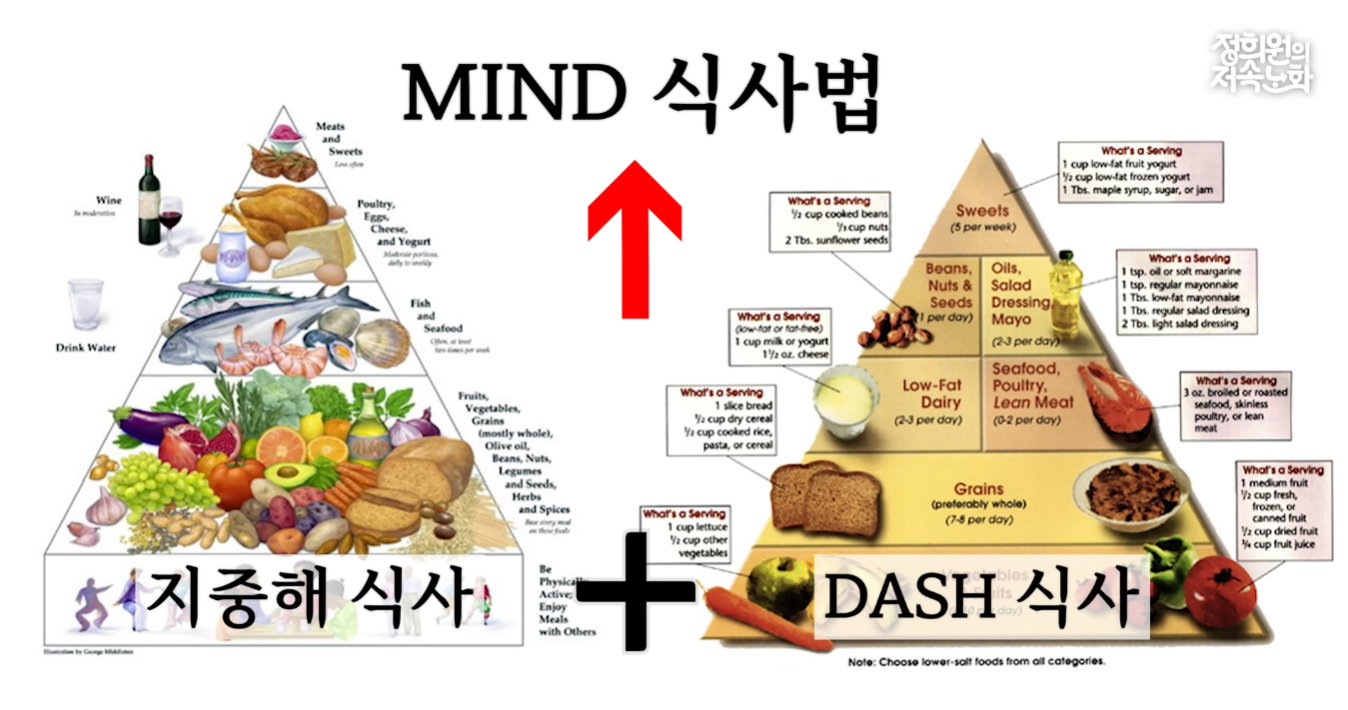 MIND 식사법
정희원의
저속노화
Meats
and
Sweets
Less often
Wine
In moderation
Poultry,
Eggs,
Cheese,
and Yogurt
Moderate portions,
daily to weekly
Fish
and
Seafood
Often, at least
two times per week
Drink Water
Fruits,
Vegetables,
Grains
(mostly whole),
Olive oil,
Beans, Nuts,
Legumes
and Seeds,
Herbs
and Spices
Base every meal
on these foods
Be
Physically
Active;
Enjoy
Meals
with Others
지중해 식사
Illustration by George Middleton
+
What's a Serving
1 cup low-fat fruit yogurt
1/2 cup low-fat frozen yogurt
1 Tbs. maple syrup, sugar, or jam
Sweets
(5 per week)
What's a Serving
1/2 cup cooked beans
1/3 cup nuts
2 Tbs. sunflower seeds
Beans,
Nuts &
Seeds
(1 per day)
Oils,
Salad
Dressing,
Mayo
(2-3 per day)
What's a Serving
1 tsp. oil or soft margarine
1 tsp. regular mayonnaise
1 Tbs. low-fat mayonnaise
1 Tbs. regular salad dressing
2 Tbs. light salad dressing
What's a Serving
(low-fat or fat-free)
1 cup milk or yogurt
1 1/2 oz. cheese
Low-Fat
Dairy
(2-3 per day)
Seafood,
Poultry,
Lean Meat
(0-2 per day)
What's a Serving
3 oz. broiled or roasted
seafood, skinless
poultry, or lean
meat
What's a Serving
1 slice bread
1/2 cup dry cereal
1/2 cup cooked rice,
pasta, or cereal
Grains
(preferably whole)
(7-8 per day)
What's a Serving
1 cup lettuce
1/2 cup other
vegetables
What's a Serving
1 medium fruit
1/2 cup fresh,
frozen, or
canned fruit
1/2 cup dried fruit
3/4 cup fruit juice
Vegetables
Fruits
per day)
DASH 식사
Note: Choose lower-salt foods from all categories.